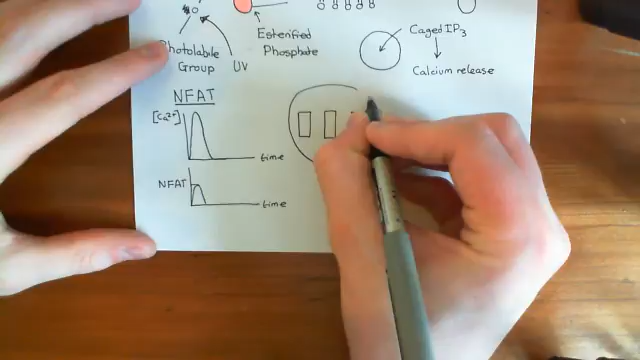 Photolabile
Group
UV
Esterified
Phosphate
Caged IP3
Calcium release
NFAT
[Ca2+]
time
NFAT
time